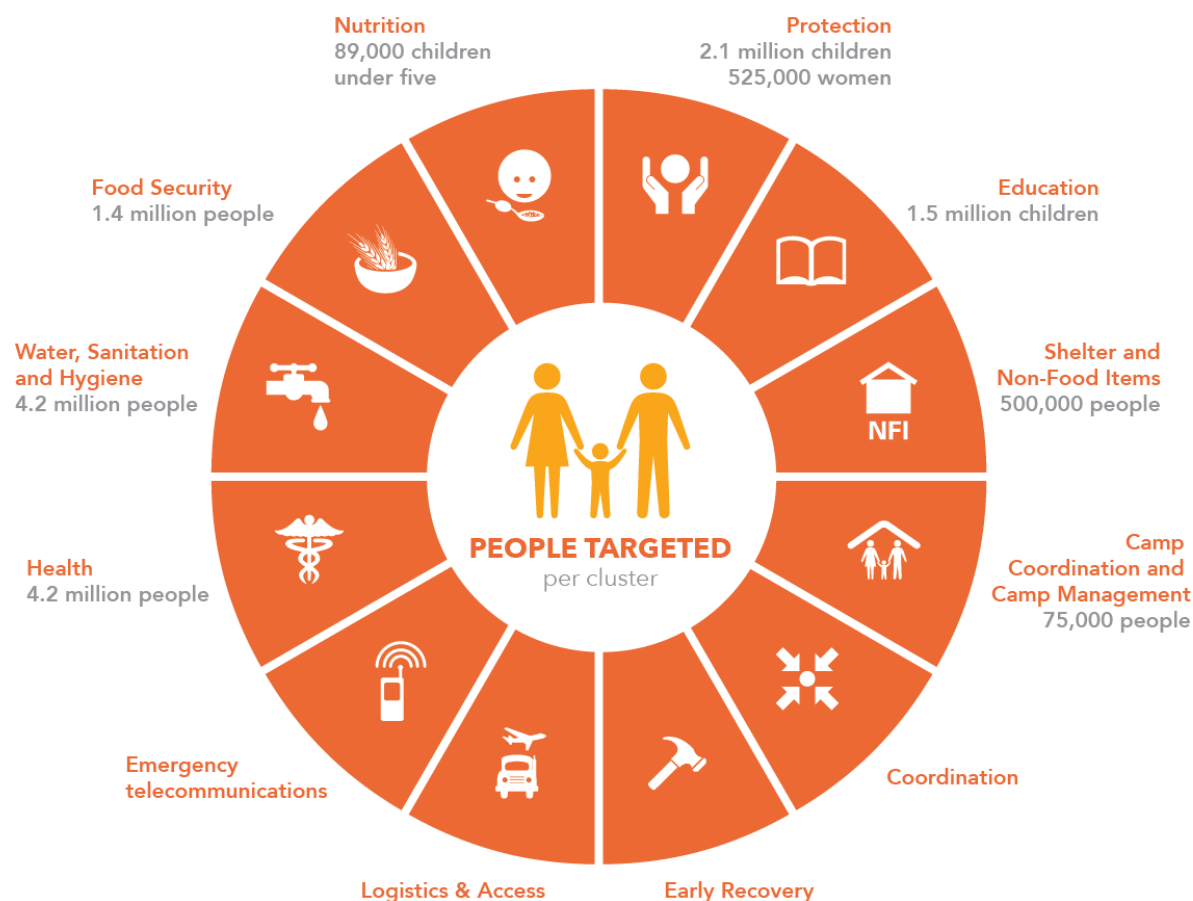 Nutrition
89,000 children
under five
Protection
2.1 million children
525,000 women
Food Security
1.4 million people
Education
1.5 million children
Water, Sanitation
and Hygiene
4.2 million people
Shelter and
Non-Food Items
500,000 people
NFI
PEOPLE TARGETED
per cluster
Health
4.2 million people
Camp
Coordination and
Camp Management
75,000 people
Emergency
telecommunications
Coordination
Logistics & Access
Early Recovery